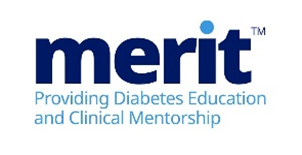 merit™
Providing Diabetes Education
and Clinical Mentorship